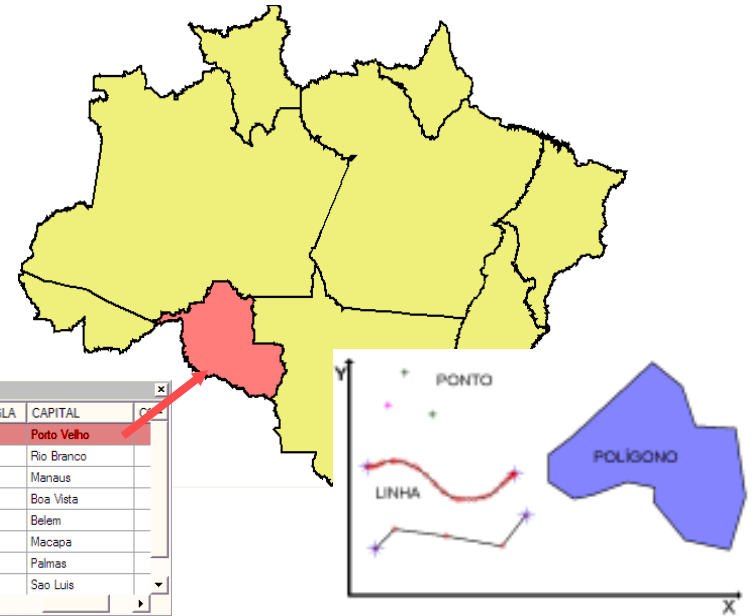 CAPITAL
Porto Velho
Rio Branco
Manaus
Boa Vista
Belem
Macapa
Palmas
Sao Luis
Y
PONTO
LINHA
POLÍGONO
X